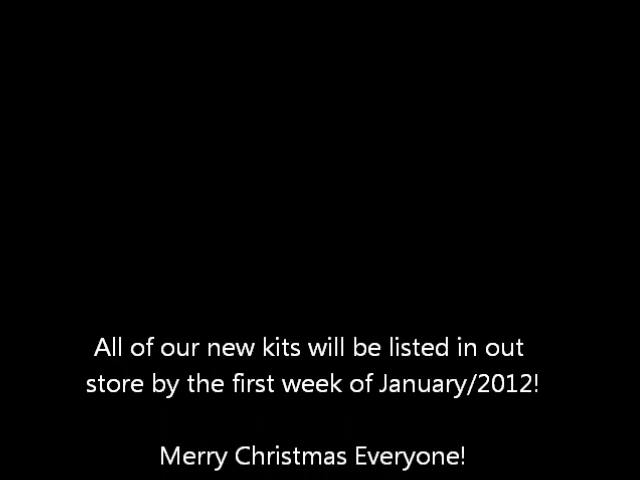 All of our new kits will be listed in out
store by the first week of January/2012!
Merry Christmas Everyone!